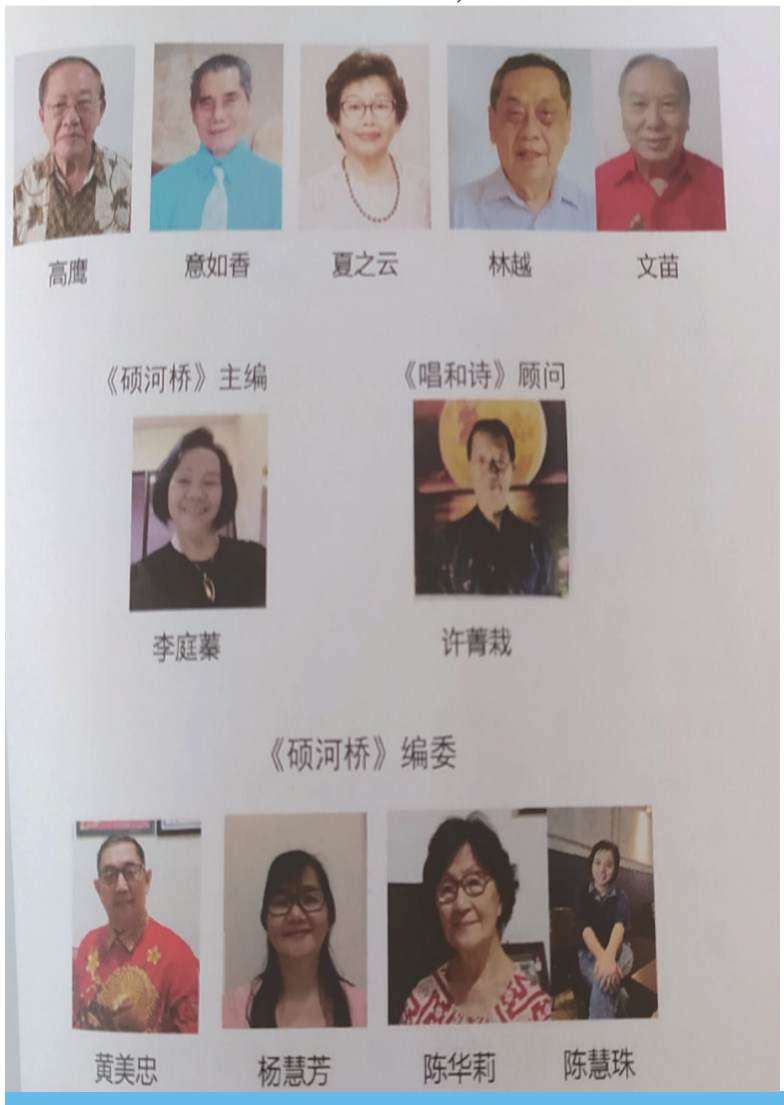 高鹰 意如香 夏之云 林越 文苗
《硕河桥》主编 《唱和诗》顾问
李庭蓁 许菁栽
《硕河桥》编委
黄美忠 杨慧芳 陈华莉 陈慧珠